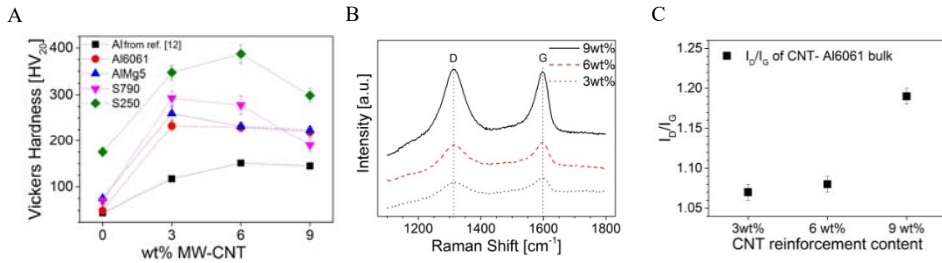 A
Vickers Hardness [HV20]
400
300
200
100
Al from ref. [12]
Al6061
AlMg5
S790
S250
0
3
6
9
wt% MW-CNT
B
Intensity [a.u.]
D
G
9wt%
6wt%
3wt%
1200
1400
1600
1800
Raman Shift [cm-1]
C
ID/IG
1.25
1.20
1.15
1.10
1.05
ID/IG of CNT- Al6061 bulk
3wt%
6 wt%
9 wt%
CNT reinforcement content